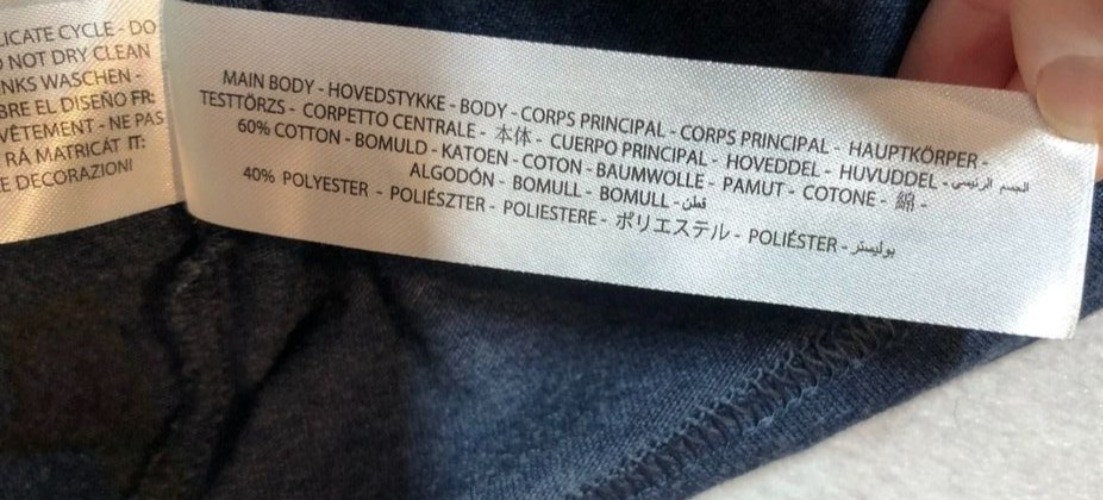 LICATE CYCLE - DO
NOT DRY CLEAN
NKS WASCHEN -
BRE EL DISEÑO FR:
VÊTEMENT - NE PAS
RÁ MATRICÁT IT:
E DECORAZIONI
MAIN BODY - HOVEDSTYKKE - BODY - CORPS PRINCIPAL - CORPS PRINCIPAL - HAUPTKÖRPER -
TESTTÖRZS - CORPETTO CENTRALE - 本体 - CUERPO PRINCIPAL - HOVEDDEL - HUVUDDEL - الجسم الرئيسي
60% COTTON - BOMULD - KATOEN - COTON - BAUMWOLLE - PAMUT - COTONE - 綿 -
ALGODÓN - BOMULL - BOMULL - قطن
40% POLYESTER - POLIÉSZTER - POLIESTERE - ポリエステル - POLIÉSTER - بوليستر